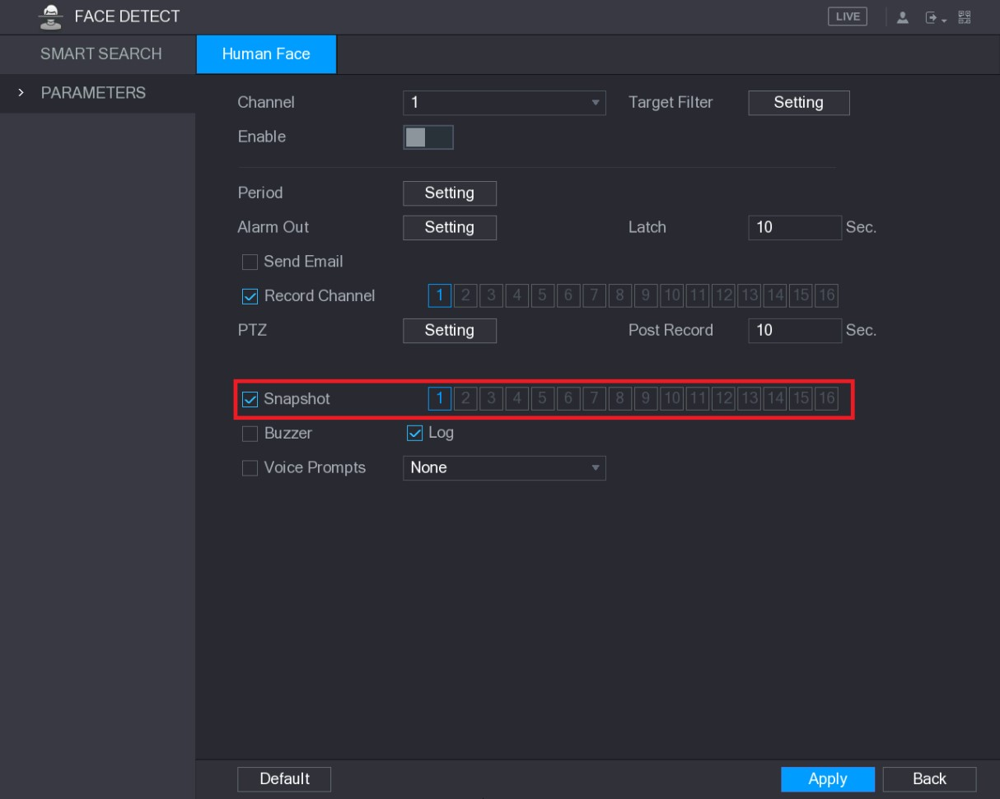 FACE DETECT
LIVE
SMART SEARCH
Human Face
PARAMETERS
Channel 1 Target Filter Setting
Enable
Period Setting
Alarm Out Setting Latch 10 Sec.
Send Email
Record Channel 1 2 3 4 5 6 7 8 9 10 11 12 13 14 15 16
PTZ Setting Post Record 10 Sec.
Snapshot 1 2 3 4 5 6 7 8 9 10 11 12 13 14 15 16
Buzzer Log
Voice Prompts None
Default Apply Back